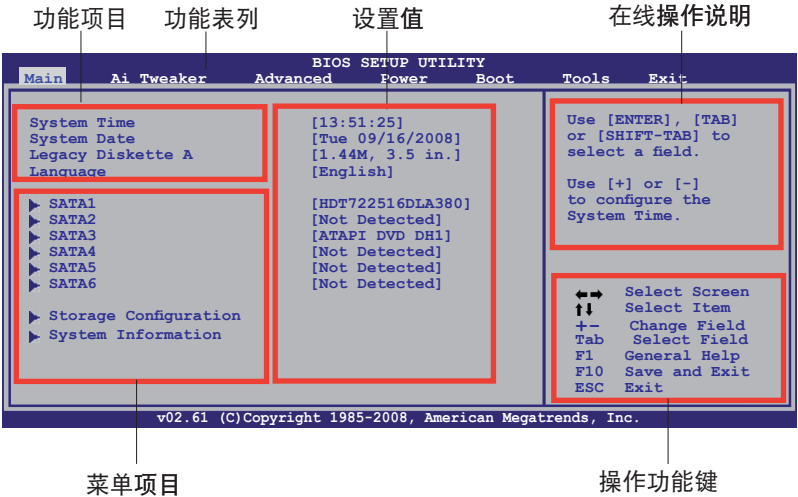 功能项目 功能表列 设置值 在线操作说明
BIOS SETUP UTILITY
Main Ai Tweaker Advanced Power Boot Tools Exit
System Time [13:51:25]
System Date [Tue 09/16/2008]
Legacy Diskette A [1.44M, 3.5 in.]
Language [English]
SATA1 [HDT722516DLA380]
SATA2 [Not Detected]
SATA3 [ATAPI DVD DH1]
SATA4 [Not Detected]
SATA5 [Not Detected]
SATA6 [Not Detected]
Storage Configuration
System Information
Use [ENTER], [TAB]
or [SHIFT-TAB] to
select a field.
Use [+] or [-]
to configure the
System Time.
←→ Select Screen
↑↓ Select Item
+- Change Field
Tab Select Field
F1 General Help
F10 Save and Exit
ESC Exit
v02.61 (C)Copyright 1985-2008, American Megatrends, Inc.
菜单项目 操作功能键